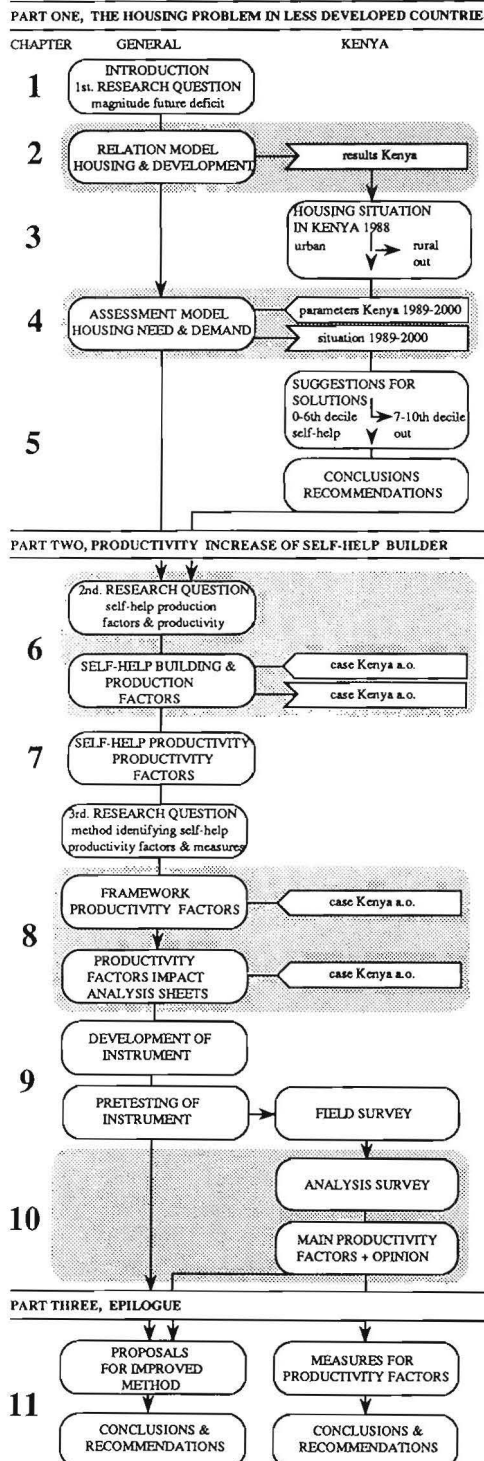 PART ONE, THE HOUSING PROBLEM IN LESS DEVELOPED COUNTRIE
CHAPTER GENERAL KENYA
1
INTRODUCTION
1st. RESEARCH QUESTION
magnitude future deficit
2
RELATION MODEL
HOUSING & DEVELOPMENT
results Kenya
3
HOUSING SITUATION
IN KENYA 1988
urban rural
out
4
ASSESSMENT MODEL
HOUSING NEED & DEMAND
parameters Kenya 1989-2000
situation 1989-2000
5
SUGGESTIONS FOR
SOLUTIONS
0-6th decile 7-10th decile
self-help out
CONCLUSIONS
RECOMMENDATIONS
PART TWO, PRODUCTIVITY INCREASE OF SELF-HELP BUILDER
6
2nd. RESEARCH QUESTION
self-help production
factors & productivity
SELF-HELP BUILDING &
PRODUCTION
FACTORS
case Kenya a.o.
case Kenya a.o.
7
SELF-HELP PRODUCTIVITY
PRODUCTIVITY
FACTORS
3rd. RESEARCH QUESTION
method identifying self-help
productivity factors & measures
8
FRAMEWORK
PRODUCTIVITY FACTORS
case Kenya a.o.
PRODUCTIVITY
FACTORS IMPACT
ANALYSIS SHEETS
case Kenya a.o.
9
DEVELOPMENT OF
INSTRUMENT
PRETESTING OF
INSTRUMENT
FIELD SURVEY
10
ANALYSIS SURVEY
MAIN PRODUCTIVITY
FACTORS + OPINION
PART THREE, EPILOGUE
11
PROPOSALS
FOR IMPROVED
METHOD
MEASURES FOR
PRODUCTIVITY FACTORS
CONCLUSIONS &
RECOMMENDATIONS
CONCLUSIONS &
RECOMMENDATIONS